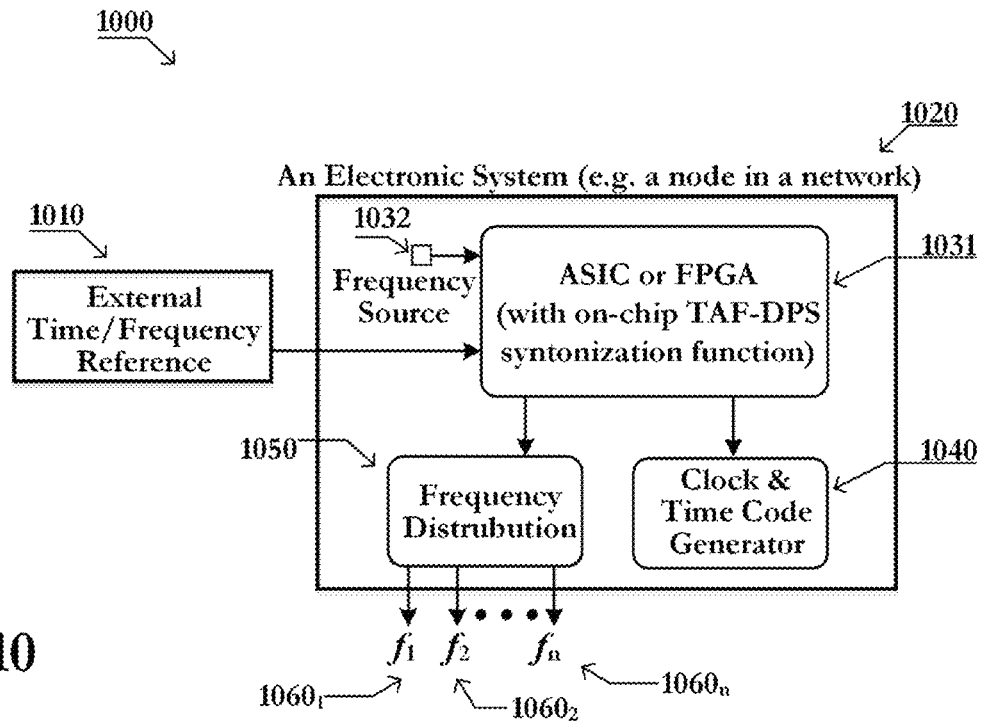 1000
1020
An Electronic System (e.g. a node in a network)
1010
1032
1031
External
Time/Frequency
Reference
Frequency
Source
ASIC or FPGA
(with on-chip TAF-DPS
syntonization function)
1050
1040
Frequency
Distrubution
Clock &
Time Code
Generator
f1 f2 • • • fn
10
1060₁ 1060₂ 1060ₙ